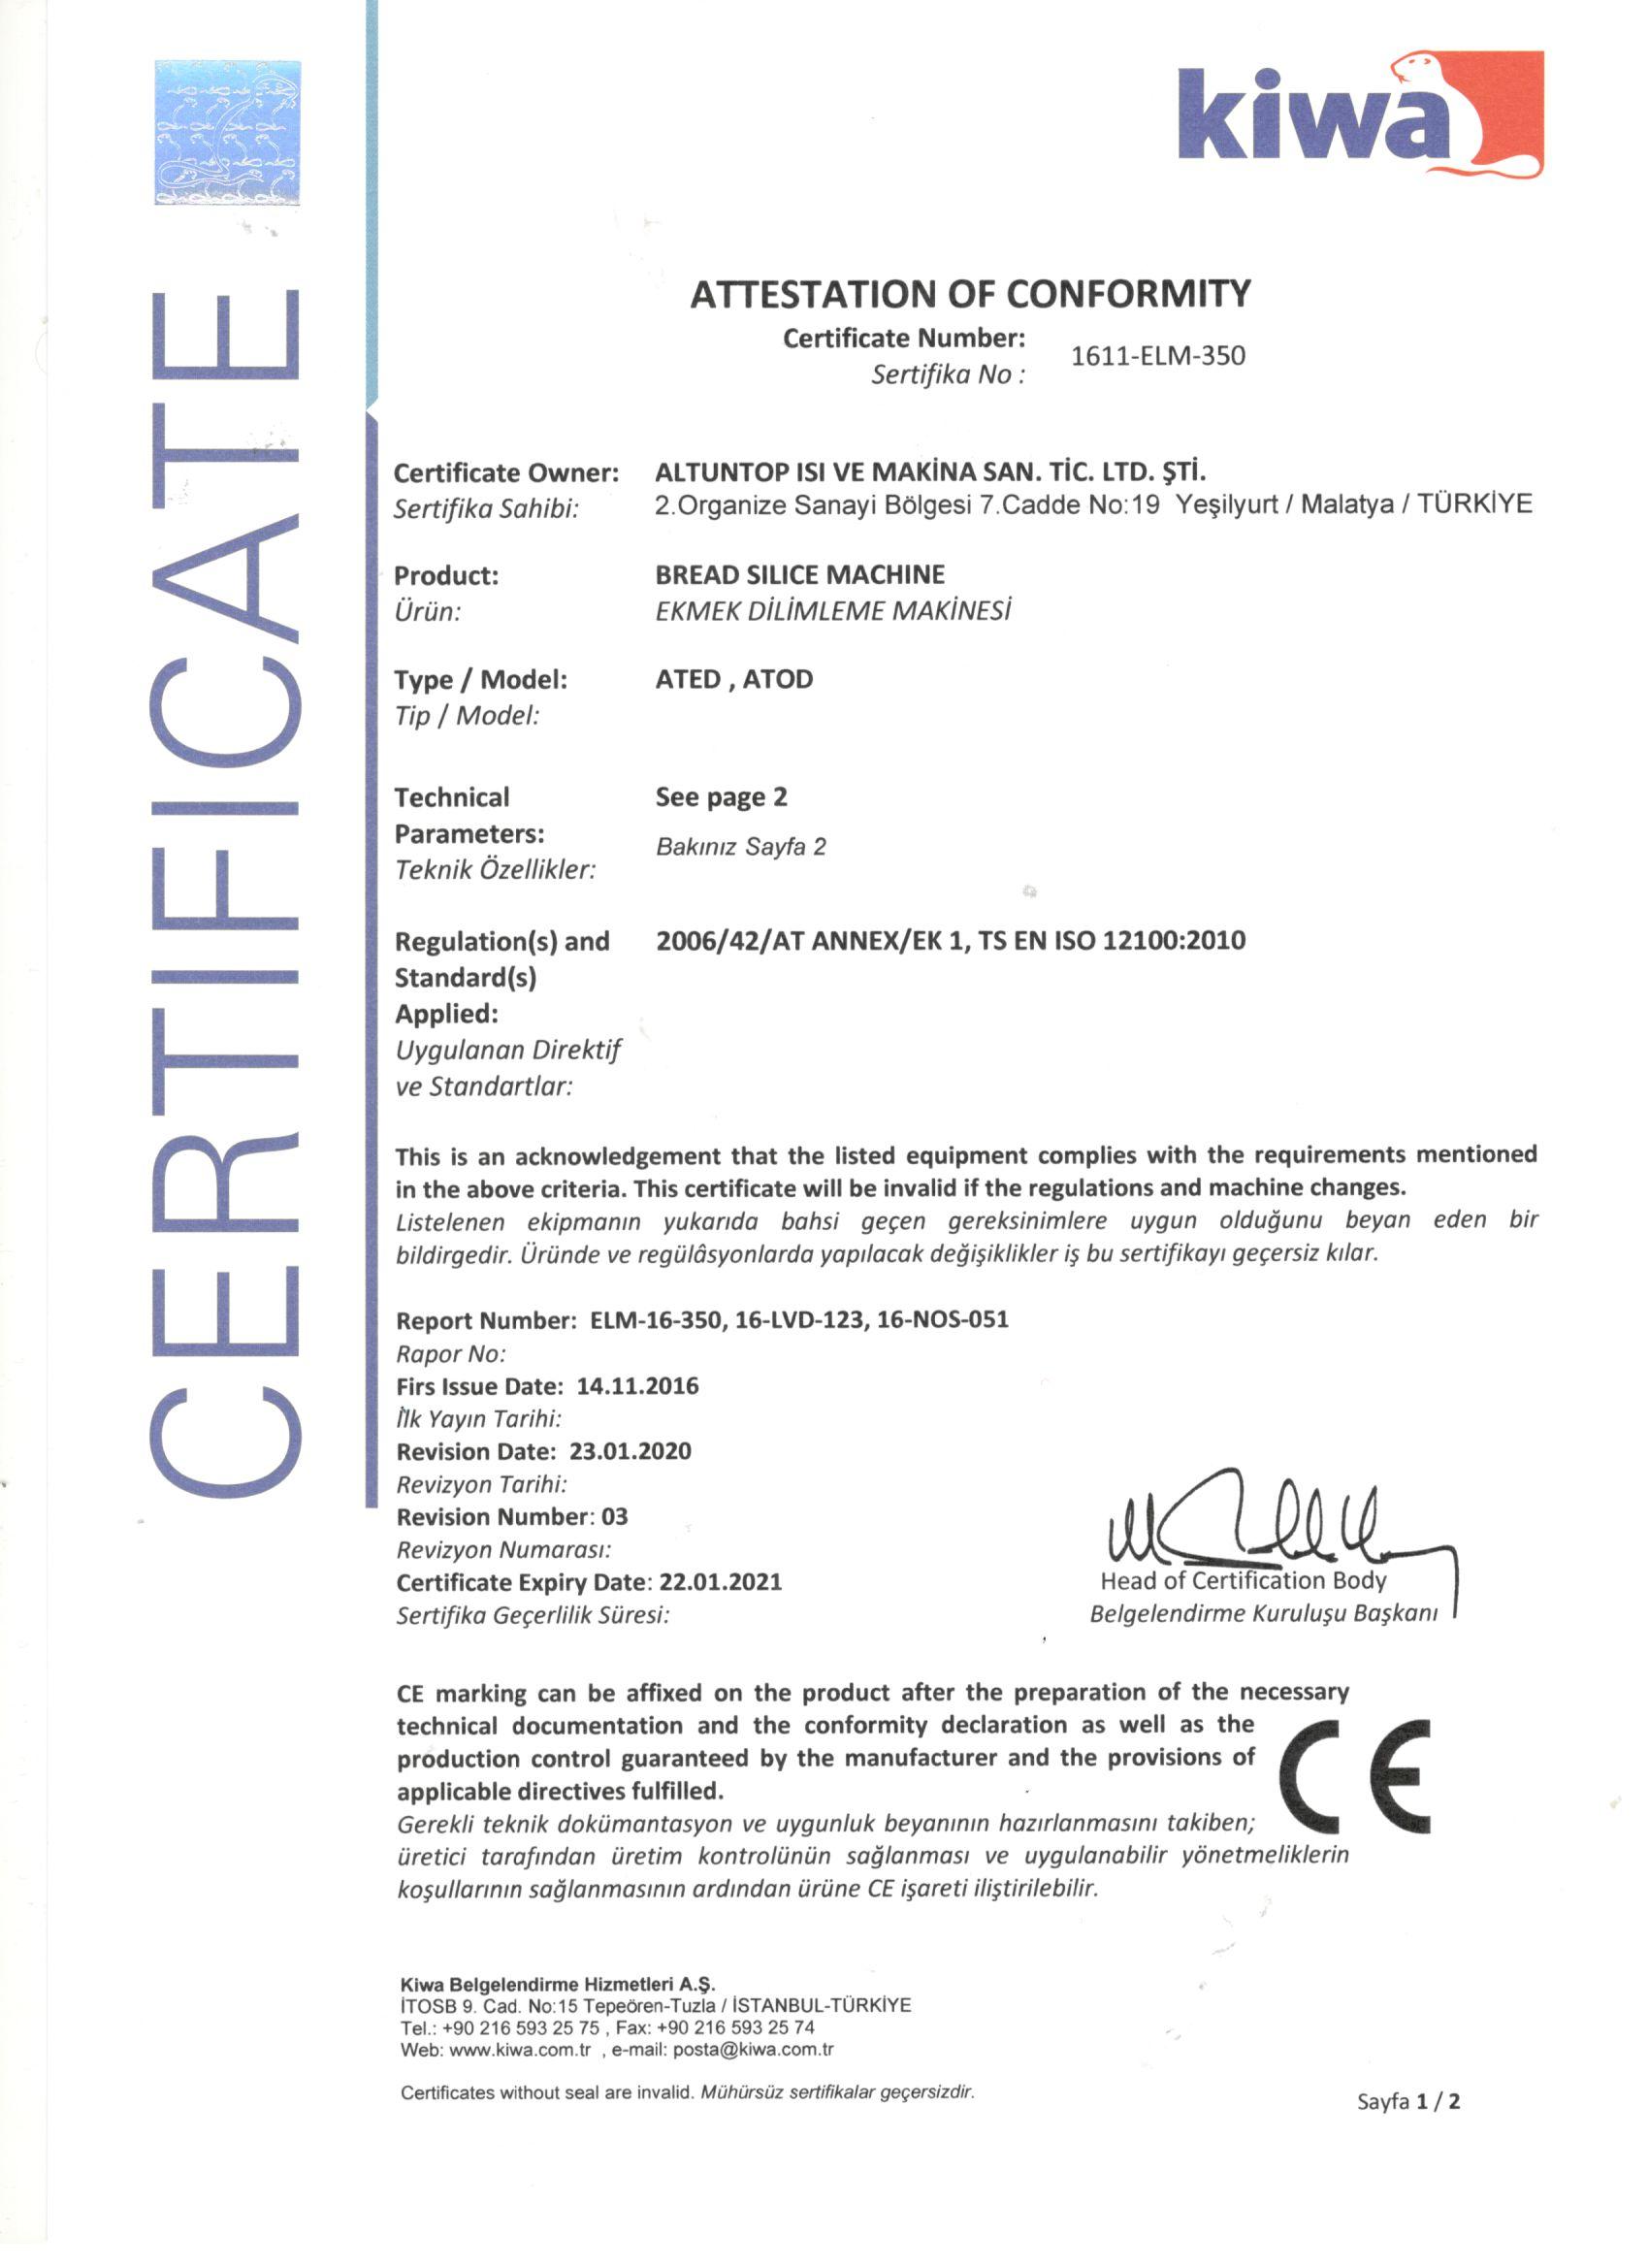 CERTIFICATE
kiwa
ATTESTATION OF CONFORMITY
Certificate Number:
Sertifika No :
1611-ELM-350
Certificate Owner: ALTUNTOP ISI VE MAKİNA SAN. TİC. LTD. ŞTİ.
Sertifika Sahibi: 2.Organize Sanayi Bölgesi 7.Cadde No:19 Yeşilyurt / Malatya / TÜRKİYE
Product: BREAD SILICE MACHINE
Ürün: EKMEK DİLİMLEME MAKİNESİ
Type / Model: ATED , ATOD
Tip / Model:
Technical See page 2
Parameters:
Bakınız Sayfa 2
Teknik Özellikler:
Regulation(s) and 2006/42/AT ANNEX/EK 1, TS EN ISO 12100:2010
Standard(s)
Applied:
Uygulanan Direktif
ve Standartlar:
This is an acknowledgement that the listed equipment complies with the requirements mentioned
in the above criteria. This certificate will be invalid if the regulations and machine changes.
Listelenen ekipmanın yukarıda bahsi geçen gereksinimlere uygun olduğunu beyan eden bir
bildirgedir. Üründe ve regülâsyonlarda yapılacak değişiklikler iş bu sertifikayı geçersiz kılar.
Report Number: ELM-16-350, 16-LVD-123, 16-NOS-051
Rapor No:
Firs Issue Date: 14.11.2016
İlk Yayın Tarihi:
Revision Date: 23.01.2020
Revizyon Tarihi:
Revision Number: 03
Revizyon Numarası:
Certificate Expiry Date: 22.01.2021
Sertifika Geçerlilik Süresi:
Head of Certification Body
Belgelendirme Kuruluşu Başkanı
CE marking can be affixed on the product after the preparation of the necessary
technical documentation and the conformity declaration as well as the
production control guaranteed by the manufacturer and the provisions of
applicable directives fulfilled.
Gerekli teknik dokümantasyon ve uygunluk beyanının hazırlanmasını takiben;
üretici tarafından üretim kontrolünün sağlanması ve uygulanabilir yönetmeliklerin
koşullarının sağlanmasının ardından ürüne CE işareti iliştirilebilir.
CE
Kiwa Belgelendirme Hizmetleri A.Ş.
İTOSB 9. Cad. No:15 Tepeören-Tuzla / İSTANBUL-TÜRKİYE
Tel.: +90 216 593 25 75 , Fax: +90 216 593 25 74
Web: www.kiwa.com.tr , e-mail: posta@kiwa.com.tr
Certificates without seal are invalid. Mühürsüz sertifikalar geçersizdir.
Sayfa 1 / 2